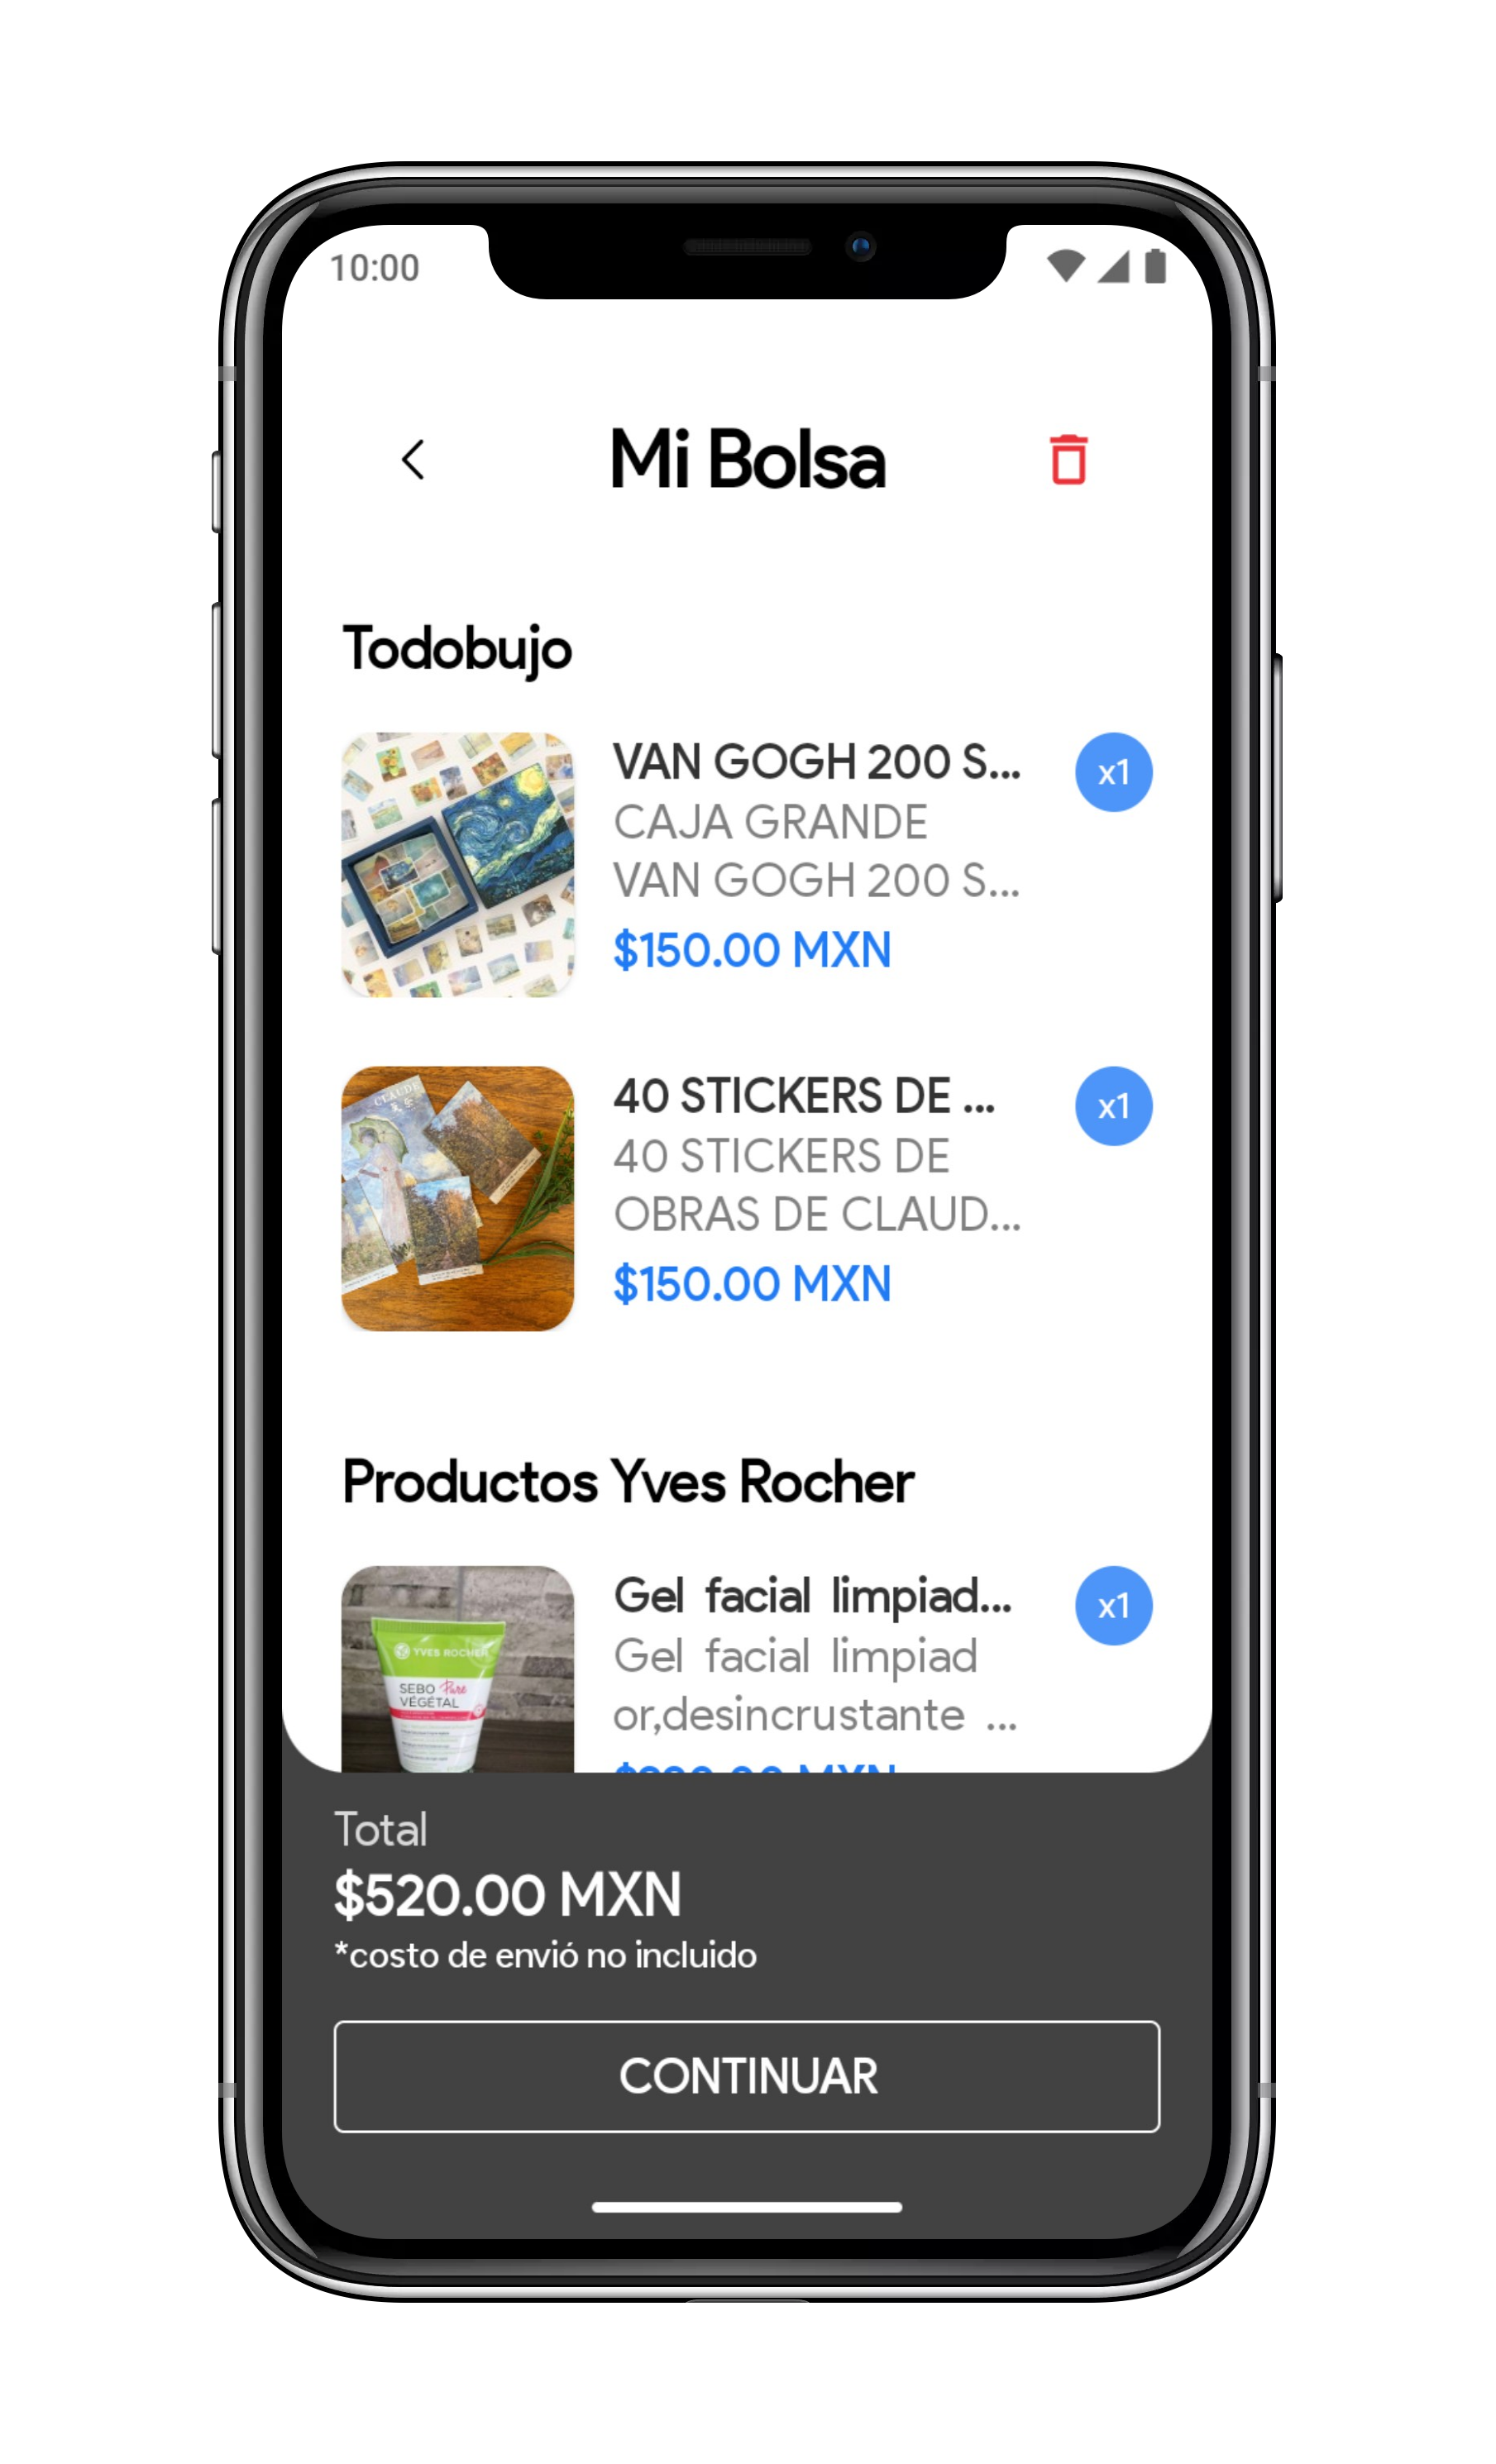 10:00
Mi Bolsa
Todobujo
VAN GOGH 200 S...
x1
CAJA GRANDE
VAN GOGH 200 S...
$150.00 MXN
CLAUDE
40 STICKERS DE ...
x1
40 STICKERS DE
OBRAS DE CLAUD...
$150.00 MXN
Productos Yves Rocher
Gel facial limpiad...
x1
Gel facial limpiad
or,desincrustante ...
YVES ROCHER
SEBO Pure
VÉGÉTAL
MXN
Total
$520.00 MXN
*costo de envió no incluido
CONTINUAR